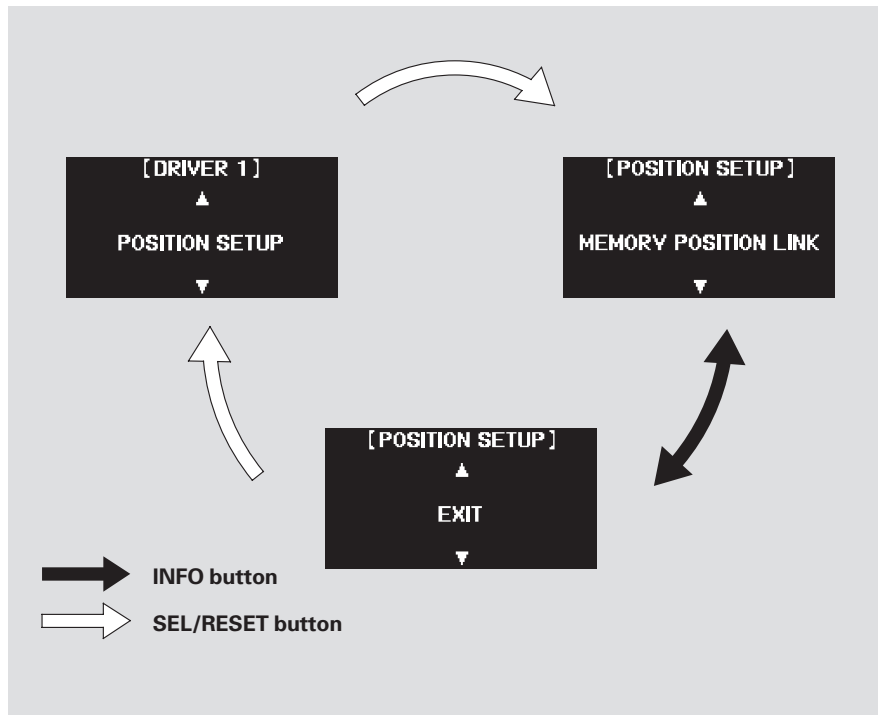 [DRIVER 1]
▲
POSITION SETUP
▼
[POSITION SETUP]
▲
MEMORY POSITION LINK
▼
[POSITION SETUP]
▲
EXIT
▼
INFO button
SEL/RESET button